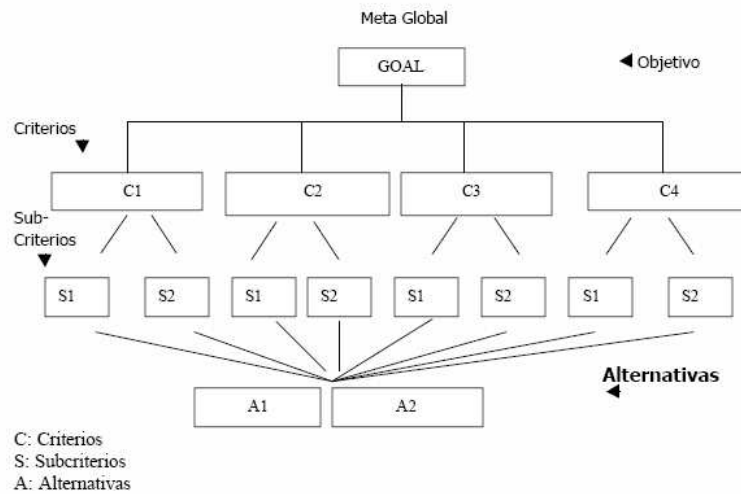 Meta Global
GOAL
Objetivo
Criterios
C1 C2 C3 C4
Sub-
Criterios
S1 S2 S1 S2 S1 S2 S1 S2
Alternativas
A1 A2
C: Criterios
S: Subcriterios
A: Alternativas